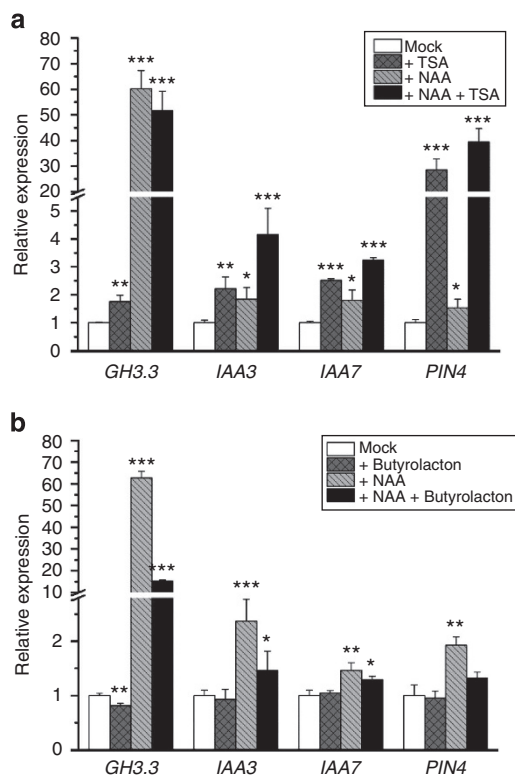 a
Relative expression
80
70
60
50
40
30
20
5
4
3
2
1
0
Mock
+ TSA
+ NAA
+ NAA + TSA
** *** ***
** * ***
*** * ***
*** * ***
GH3.3 IAA3 IAA7 PIN4
b
Relative expression
80
70
60
50
40
30
20
10
2
1
0
Mock
+ Butyrolacton
+ NAA
+ NAA + Butyrolacton
** *** ***
*** *
** *
**
GH3.3 IAA3 IAA7 PIN4